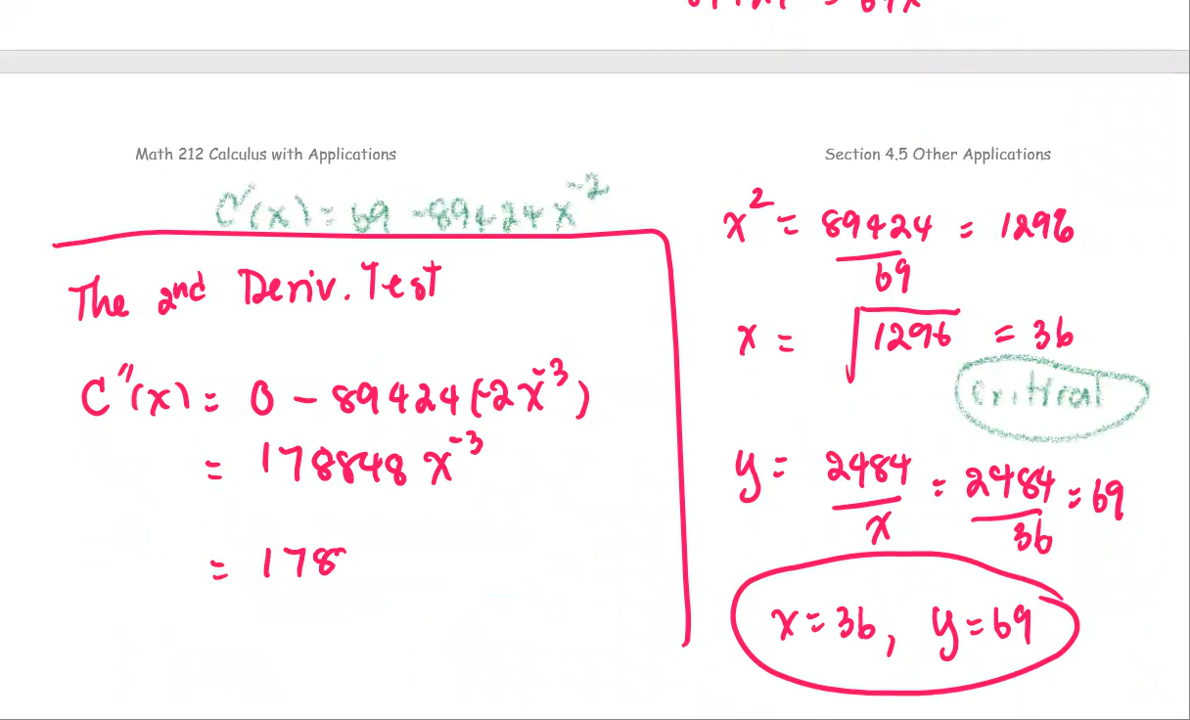 Math 212 Calculus with Applications
Section 4.5 Other Applications
C'(x) = 69 - 89424x⁻²
The 2nd Deriv. Test
C''(x) = 0 - 89424(-2x⁻³)
= 178848 x⁻³
= 178
x² = 89424/69 = 1296
x = √1296 = 36
Critical
y = 2484/x = 2484/36 = 69
x = 36, y = 69